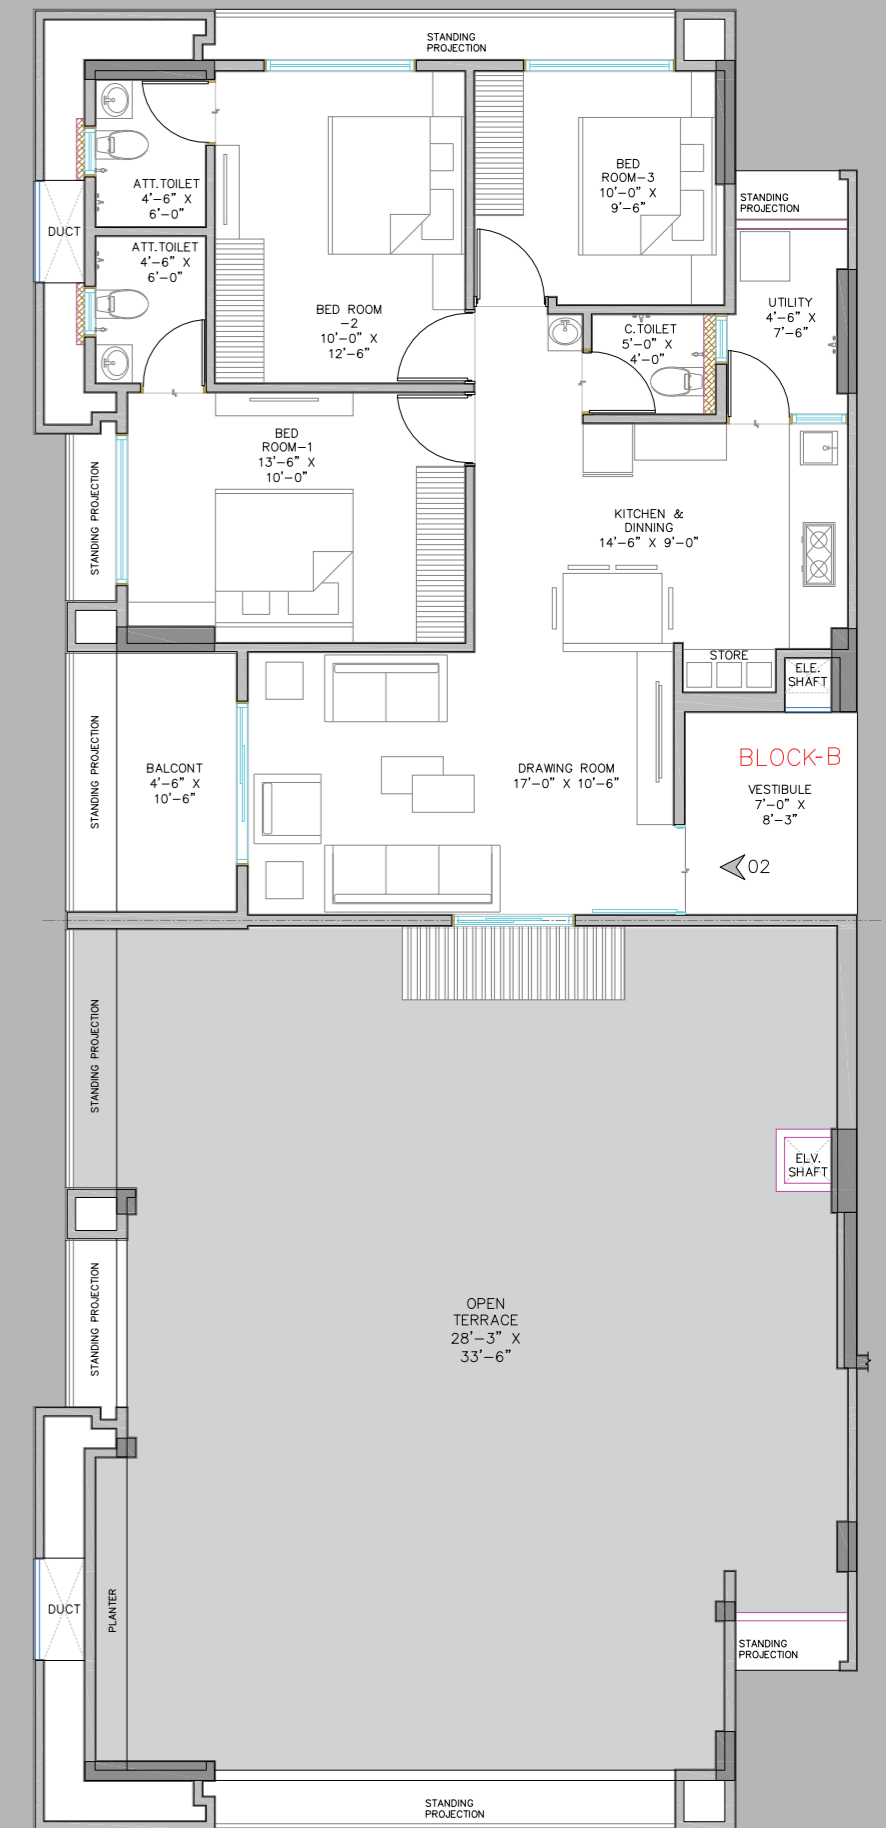 STANDING
PROJECTION
BED
ROOM-3
10'-0" X
9'-6"
ATT.TOILET
4'-6" X
6'-0"
STANDING
PROJECTION
DUCT
ATT.TOILET
4'-6" X
6'-0"
BED ROOM
-2
10'-0" X
12'-6"
UTILITY
4'-6" X
7'-6"
C.TOILET
5'-0" X
4'-0"
BED
ROOM-1
13'-6" X
10'-0"
STANDING PROJECTION
KITCHEN &
DINNING
14'-6" X 9'-0"
STORE
ELE.
SHAFT
STANDING PROJECTION
BALCONT
4'-6" X
10'-6"
DRAWING ROOM
17'-0" X 10'-6"
BLOCK-B
VESTIBULE
7'-0" X
8'-3"
02
STANDING PROJECTION
ELV.
SHAFT
STANDING PROJECTION
OPEN
TERRACE
28'-3" X
33'-6"
DUCT
PLANTER
STANDING
PROJECTION
STANDING
PROJECTION